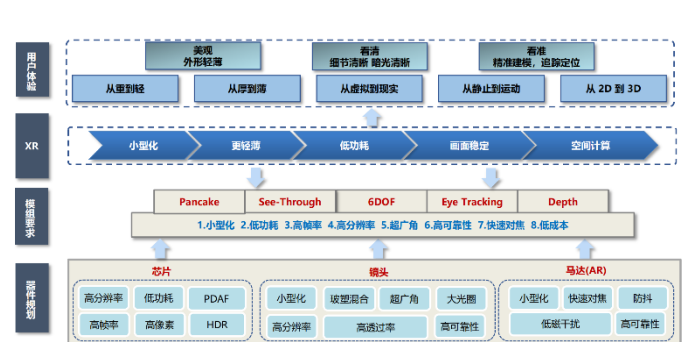 用户体验
美观
外形轻薄
看清
细节清晰 暗光清晰
看准
精准建模，追踪定位
从重到轻
从厚到薄
从虚拟到现实
从静止到运动
从 2D 到 3D
XR
小型化
更轻薄
低功耗
画面稳定
空间计算
模组要求
Pancake
See-Through
6DOF
Eye Tracking
Depth
1.小型化 2.低功耗 3.高帧率 4.高分辨率 5.超广角 6.高可靠性 7.快速对焦 8.低成本
器件规划
芯片
高分辨率
低功耗
PDAF
高帧率
高像素
HDR
镜头
小型化
玻塑混合
超广角
大光圈
高分辨率
高透过率
高可靠性
马达(AR)
小型化
快速对焦
防抖
低磁干扰
高可靠性